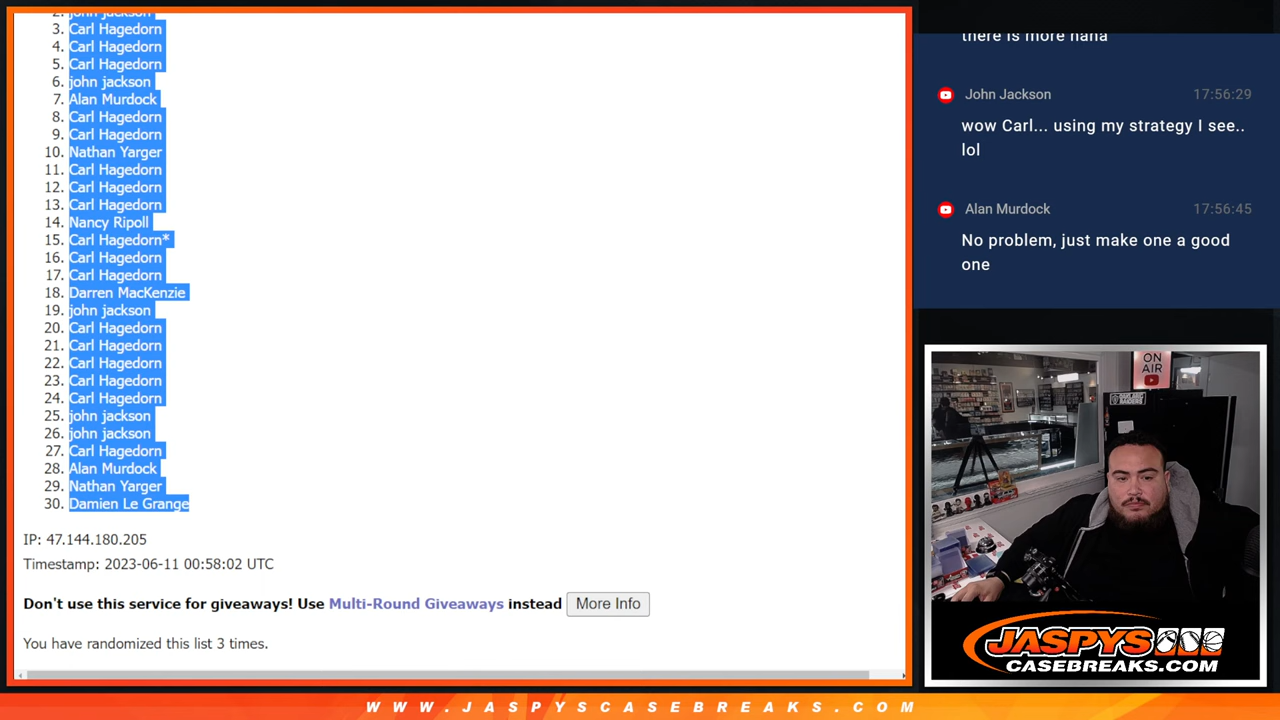 2. john jackson
3. Carl Hagedorn
4. Carl Hagedorn
5. Carl Hagedorn
6. john jackson
7. Alan Murdock
8. Carl Hagedorn
9. Carl Hagedorn
10. Nathan Yarger
11. Carl Hagedorn
12. Carl Hagedorn
13. Carl Hagedorn
14. Nancy Ripoll
15. Carl Hagedorn*
16. Carl Hagedorn
17. Carl Hagedorn
18. Darren MacKenzie
19. john jackson
20. Carl Hagedorn
21. Carl Hagedorn
22. Carl Hagedorn
23. Carl Hagedorn
24. Carl Hagedorn
25. john jackson
26. john jackson
27. Carl Hagedorn
28. Alan Murdock
29. Nathan Yarger
30. Damien Le Grange
IP: 47.144.180.205
Timestamp: 2023-06-11 00:58:02 UTC
Don't use this service for giveaways! Use Multi-Round Giveaways instead More Info
You have randomized this list 3 times.
there is more haha
John Jackson 17:56:29
wow Carl... using my strategy I see..
lol
Alan Murdock 17:56:45
No problem, just make one a good
one
ON
AIR
JASPYS
CASEBREAKS.COM
WWW.JASPYSCASEBREAKS.COM